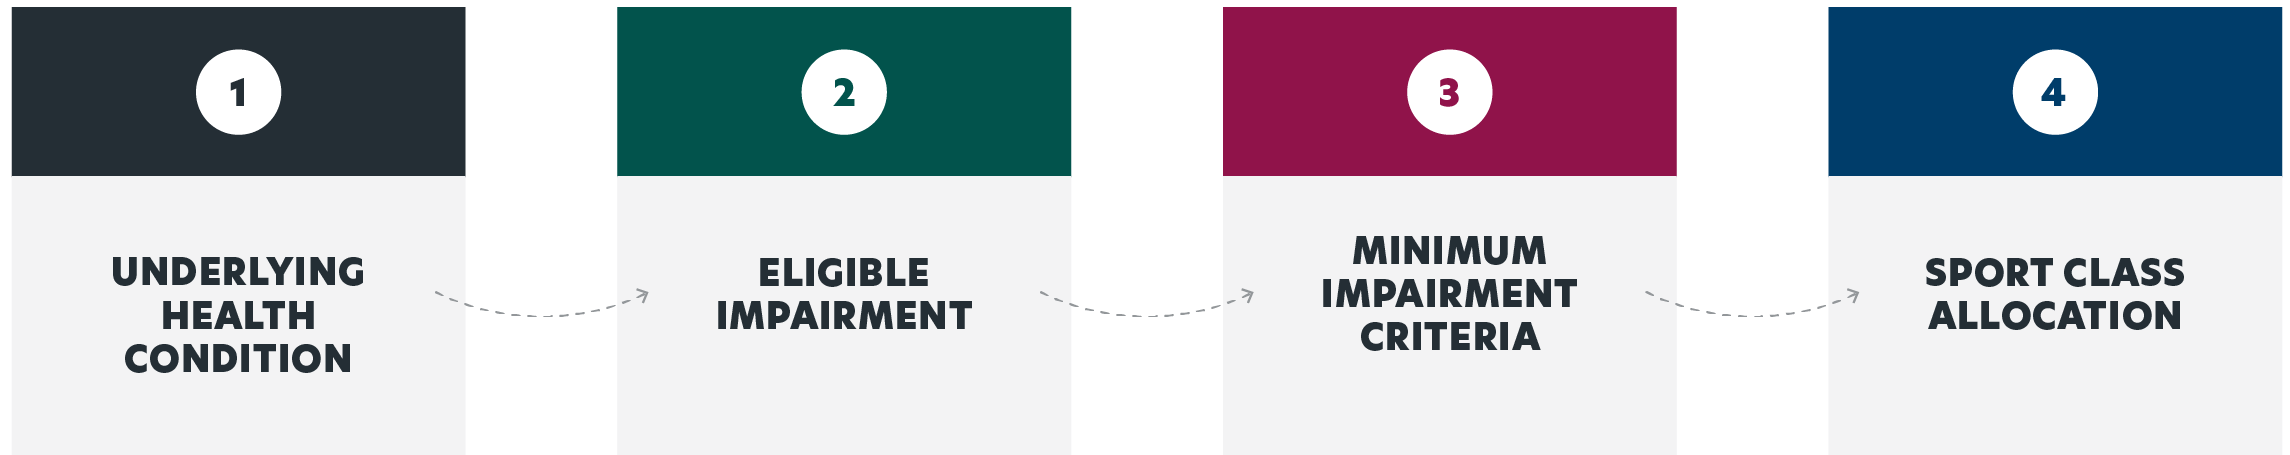 1
UNDERLYING
HEALTH
CONDITION
2
ELIGIBLE
IMPAIRMENT
3
MINIMUM
IMPAIRMENT
CRITERIA
4
SPORT CLASS
ALLOCATION